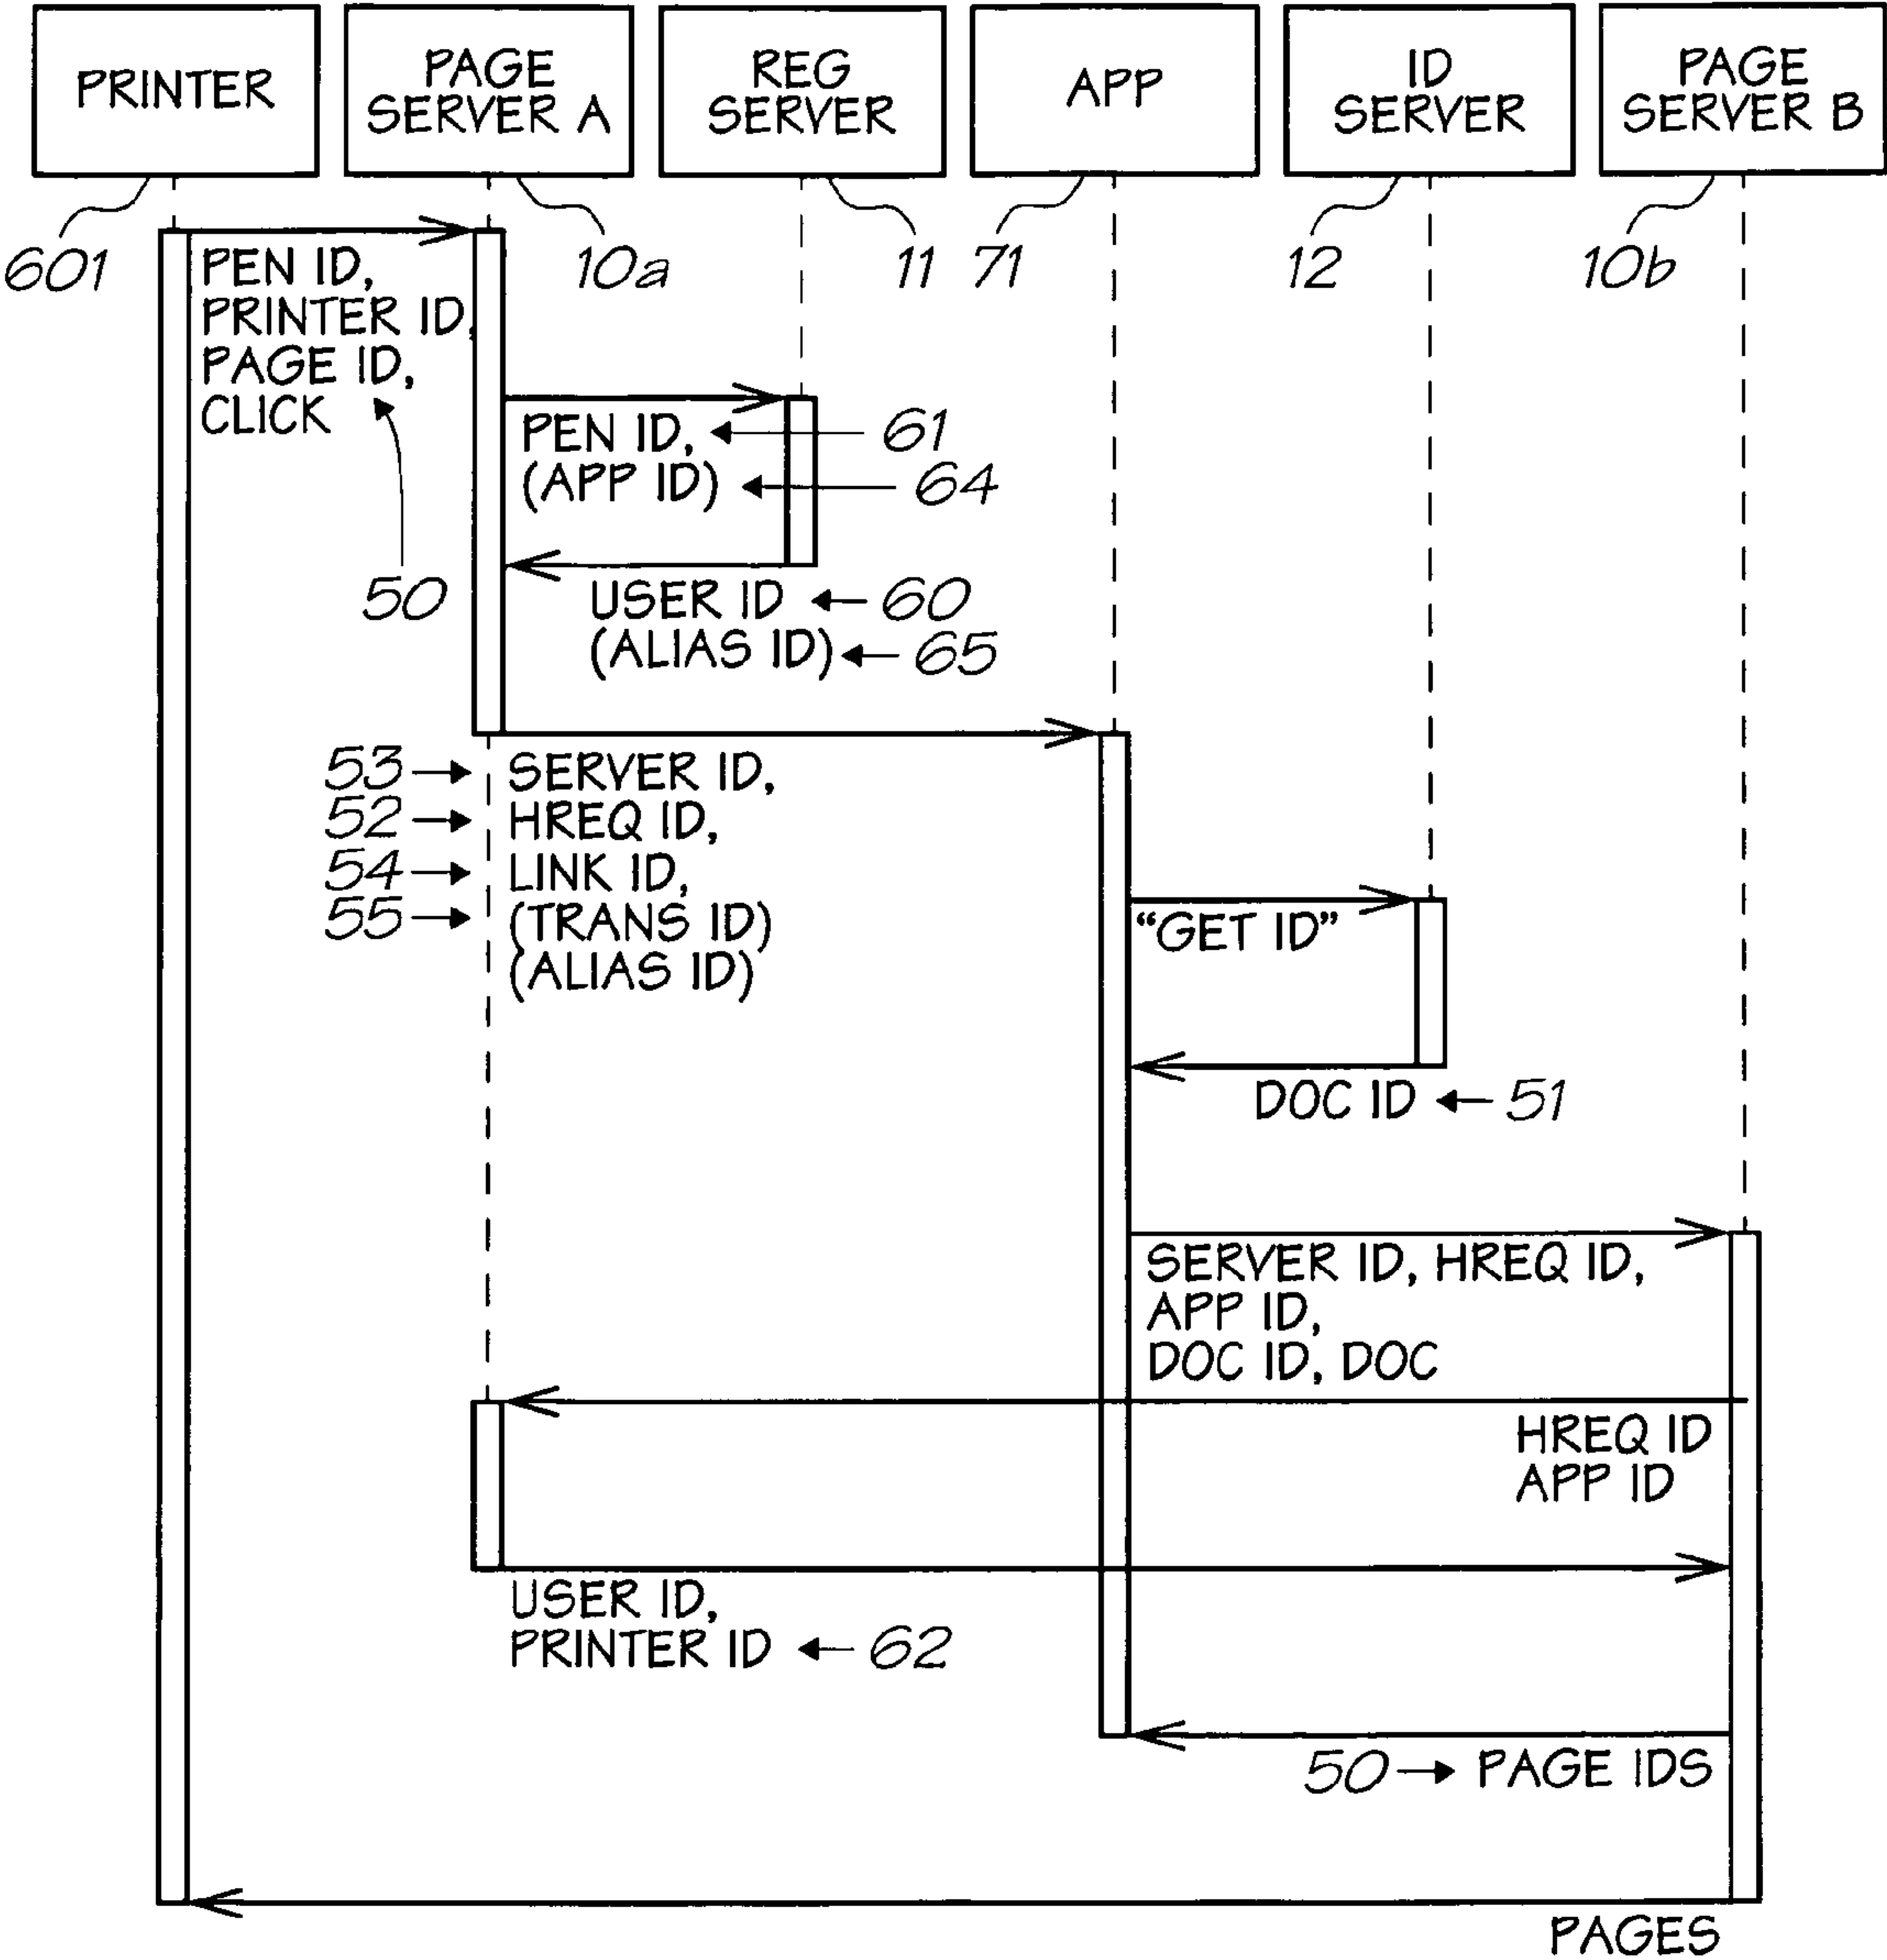 PRINTER
PAGE
SERVER A
REG
SERVER
APP
ID
SERVER
PAGE
SERVER B
601
10a
11
71
12
10b
PEN ID,
PRINTER ID,
PAGE ID,
CLICK
50
PEN ID,
61
(APP ID)
64
USER ID
60
(ALIAS ID)
65
53
SERVER ID,
52
HREQ ID,
54
LINK ID,
55
(TRANS ID)
(ALIAS ID)
“GET ID”
DOC ID
51
SERVER ID, HREQ ID,
APP ID,
DOC ID, DOC
HREQ ID
APP ID
USER ID,
PRINTER ID
62
50
PAGE IDS
PAGES